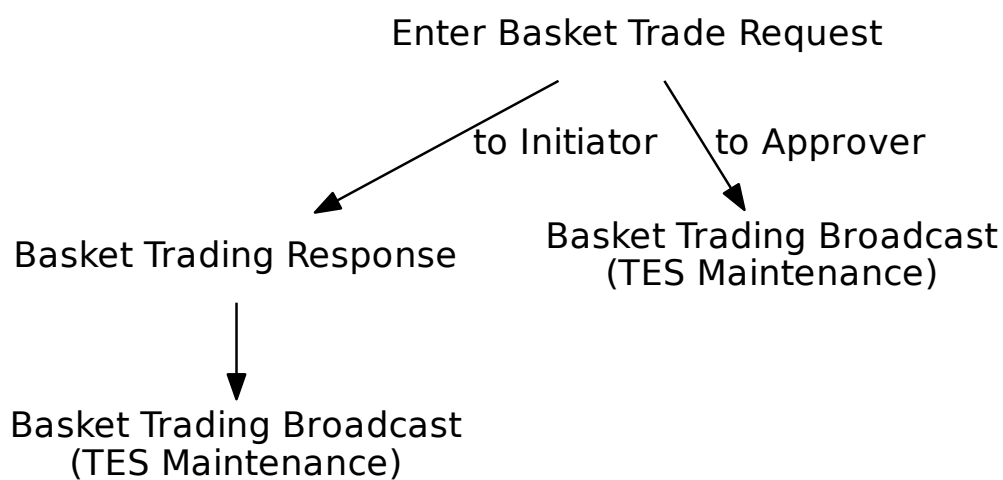 Enter Basket Trade Request
to Initiator
to Approver
Basket Trading Response
Basket Trading Broadcast
(TES Maintenance)
Basket Trading Broadcast
(TES Maintenance)